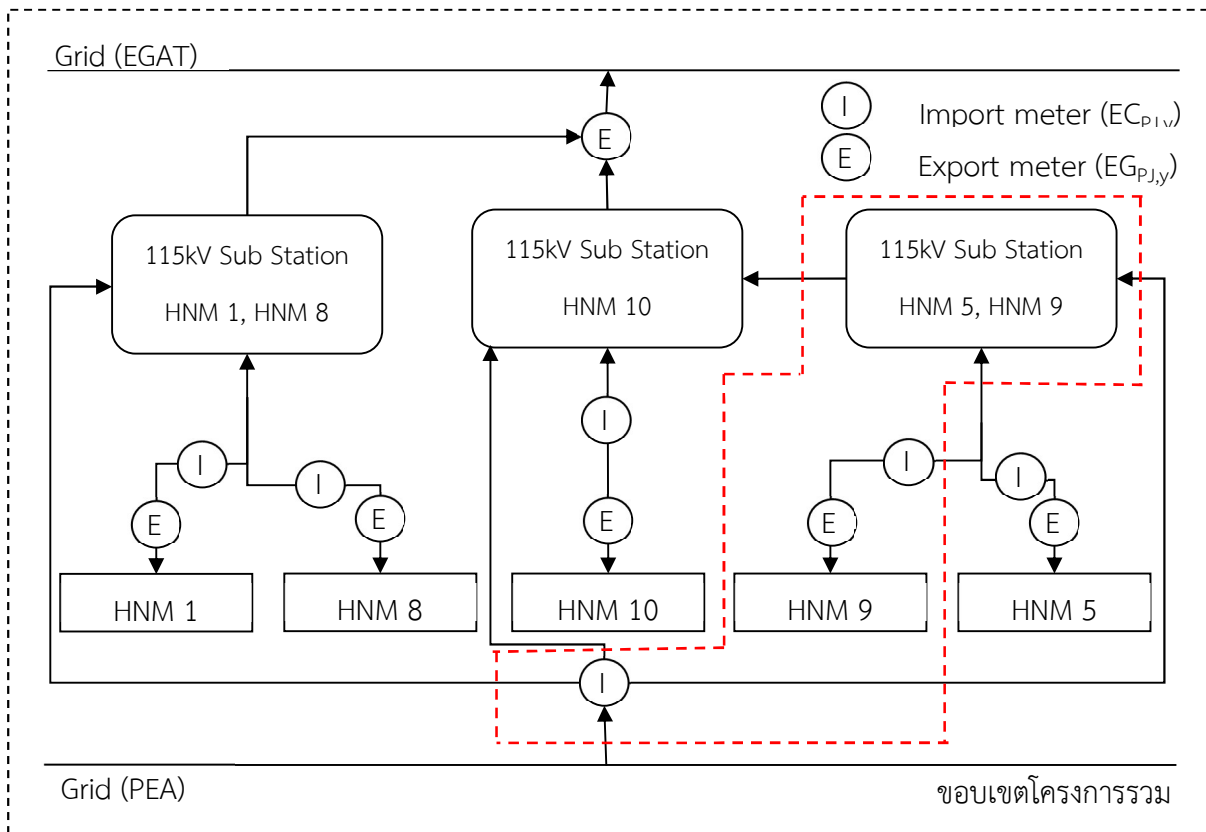 Grid (EGAT)
I Import meter (EC PJ,y)
E Export meter (EG PJ,y)
E
115kV Sub Station
HNM 1, HNM 8
115kV Sub Station
HNM 10
115kV Sub Station
HNM 5, HNM 9
I
I
I
I
I
E
E
E
E
E
HNM 1
HNM 8
HNM 10
HNM 9
HNM 5
I
Grid (PEA)
ขอบเขตโครงการรวม